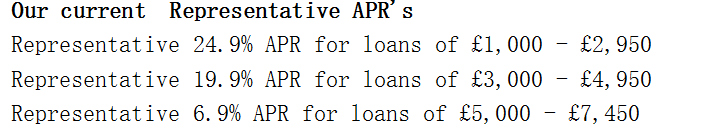 Our current  Representative APR's
Representative 24.9% APR for loans of £1,000 – £2,950
Representative 19.9% APR for loans of £3,000 – £4,950
Representative 6.9% APR for loans of £5,000 – £7,450